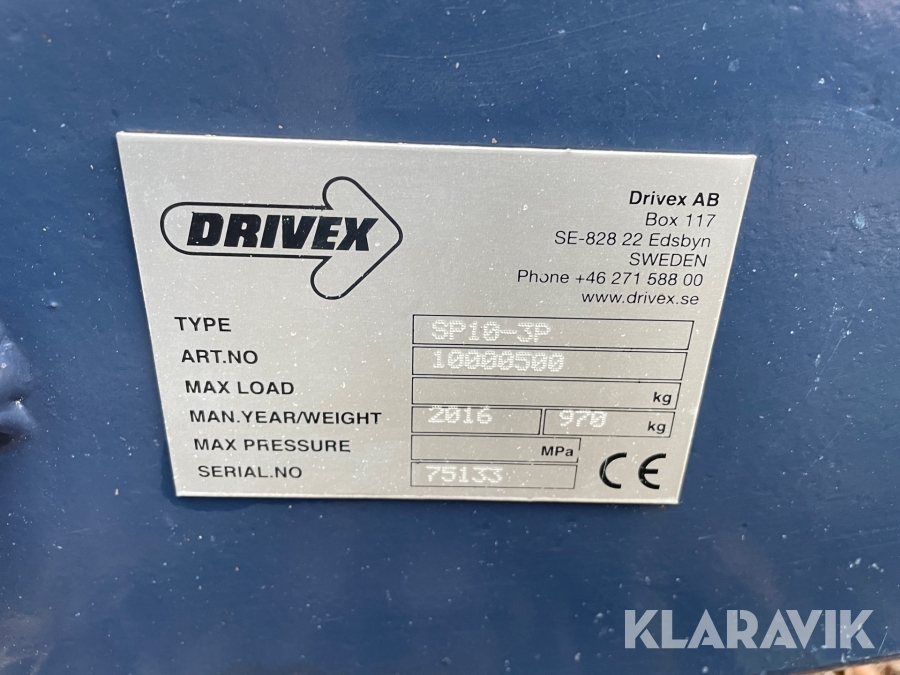 DRIVEX
Drivex AB
Box 117
SE-828 22 Edsbyn
SWEDEN
Phone +46 271 588 00
www.drivex.se
TYPE SP10-3P
ART.NO 10000500
MAX LOAD kg
MAN.YEAR/WEIGHT 2016 970 kg
MAX PRESSURE MPa
SERIAL.NO 75133
CE
KLARAVIK